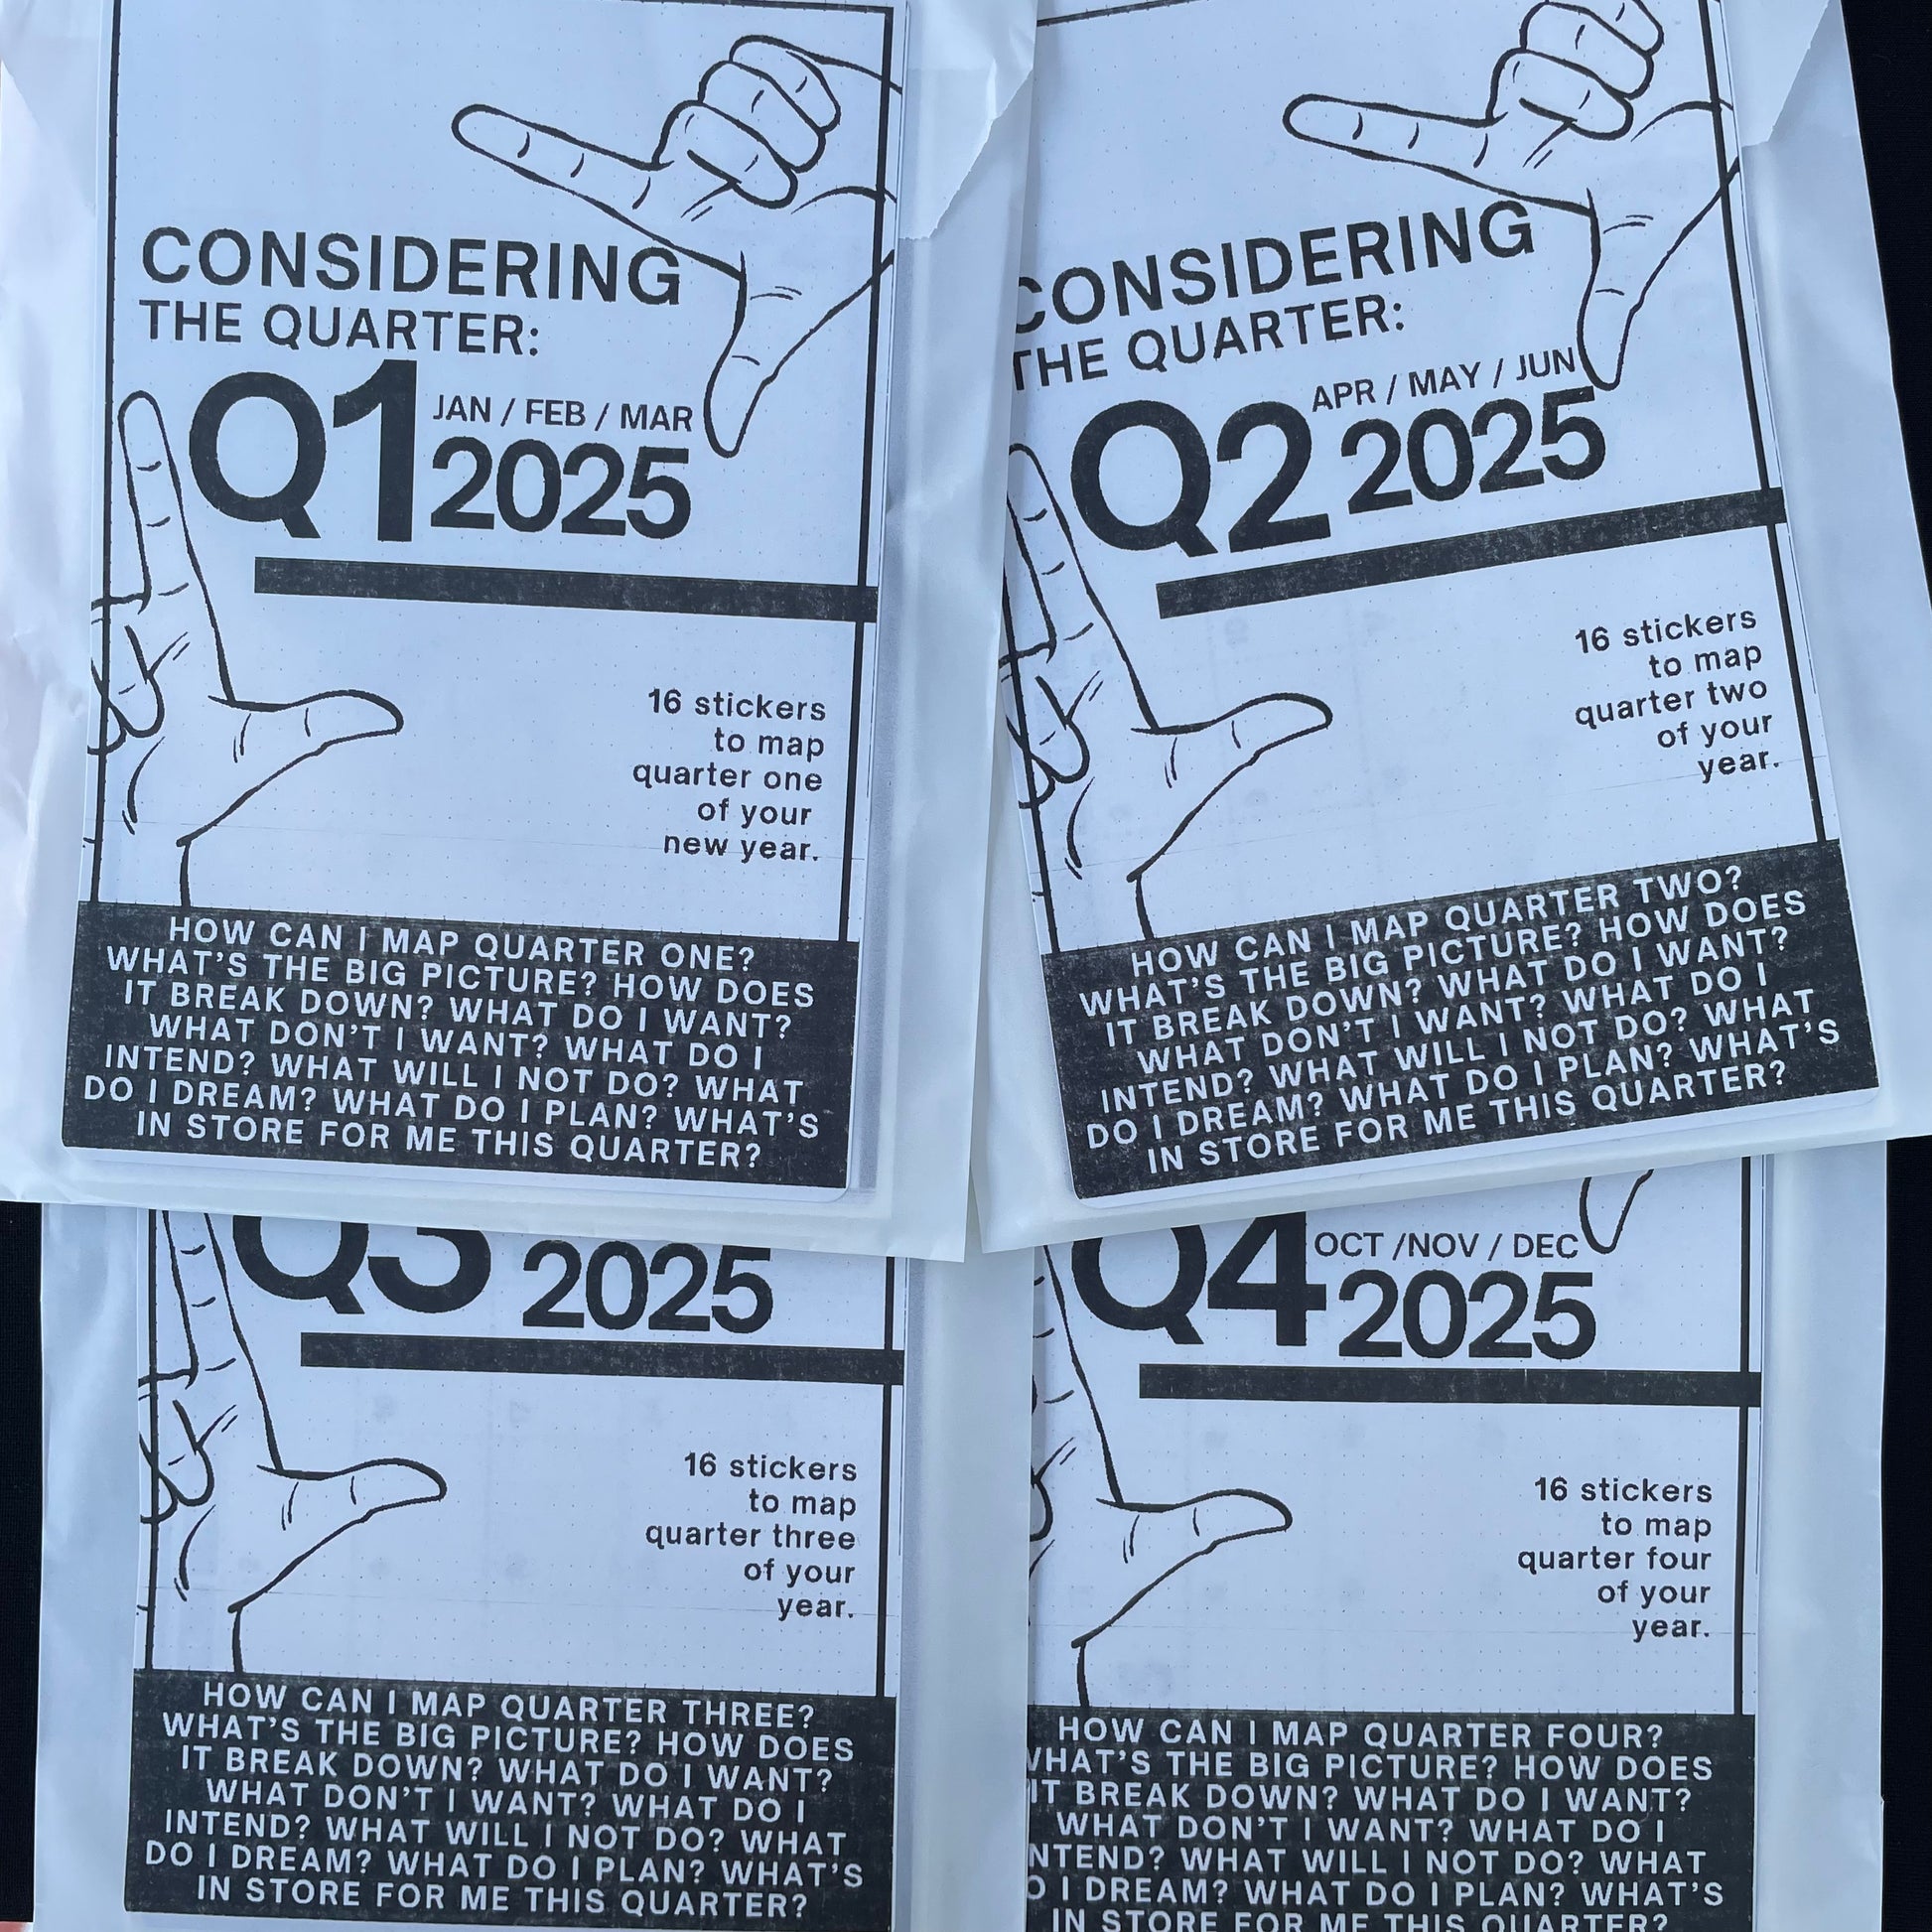 CONSIDERING
THE QUARTER:
Q1 JAN / FEB / MAR
2025
16 stickers
to map
quarter one
of your
new year.
HOW CAN I MAP QUARTER ONE?
WHAT'S THE BIG PICTURE? HOW DOES
IT BREAK DOWN? WHAT DO I WANT?
WHAT DON'T I WANT? WHAT DO I
INTEND? WHAT WILL I NOT DO? WHAT
DO I DREAM? WHAT DO I PLAN? WHAT'S
IN STORE FOR ME THIS QUARTER?
CONSIDERING
THE QUARTER:
Q2 APR / MAY / JUN
2025
16 stickers
to map
quarter two
of your
year.
HOW CAN I MAP QUARTER TWO?
WHAT'S THE BIG PICTURE? HOW DOES
IT BREAK DOWN? WHAT DO I WANT?
WHAT DON'T I WANT? WHAT DO I
INTEND? WHAT WILL I NOT DO? WHAT
DO I DREAM? WHAT DO I PLAN? WHAT'S
IN STORE FOR ME THIS QUARTER?
Q3 2025
16 stickers
to map
quarter three
of your
year.
HOW CAN I MAP QUARTER THREE?
WHAT'S THE BIG PICTURE? HOW DOES
IT BREAK DOWN? WHAT DO I WANT?
WHAT DON'T I WANT? WHAT DO I
INTEND? WHAT WILL I NOT DO? WHAT
DO I DREAM? WHAT DO I PLAN? WHAT'S
IN STORE FOR ME THIS QUARTER?
Q4 OCT /NOV / DEC
2025
16 stickers
to map
quarter four
of your
year.
HOW CAN I MAP QUARTER FOUR?
WHAT'S THE BIG PICTURE? HOW DOES
IT BREAK DOWN? WHAT DO I WANT?
WHAT DON'T I WANT? WHAT DO I
INTEND? WHAT WILL I NOT DO? WHAT
DO I DREAM? WHAT DO I PLAN? WHAT'S
IN STORE FOR ME THIS QUARTER?